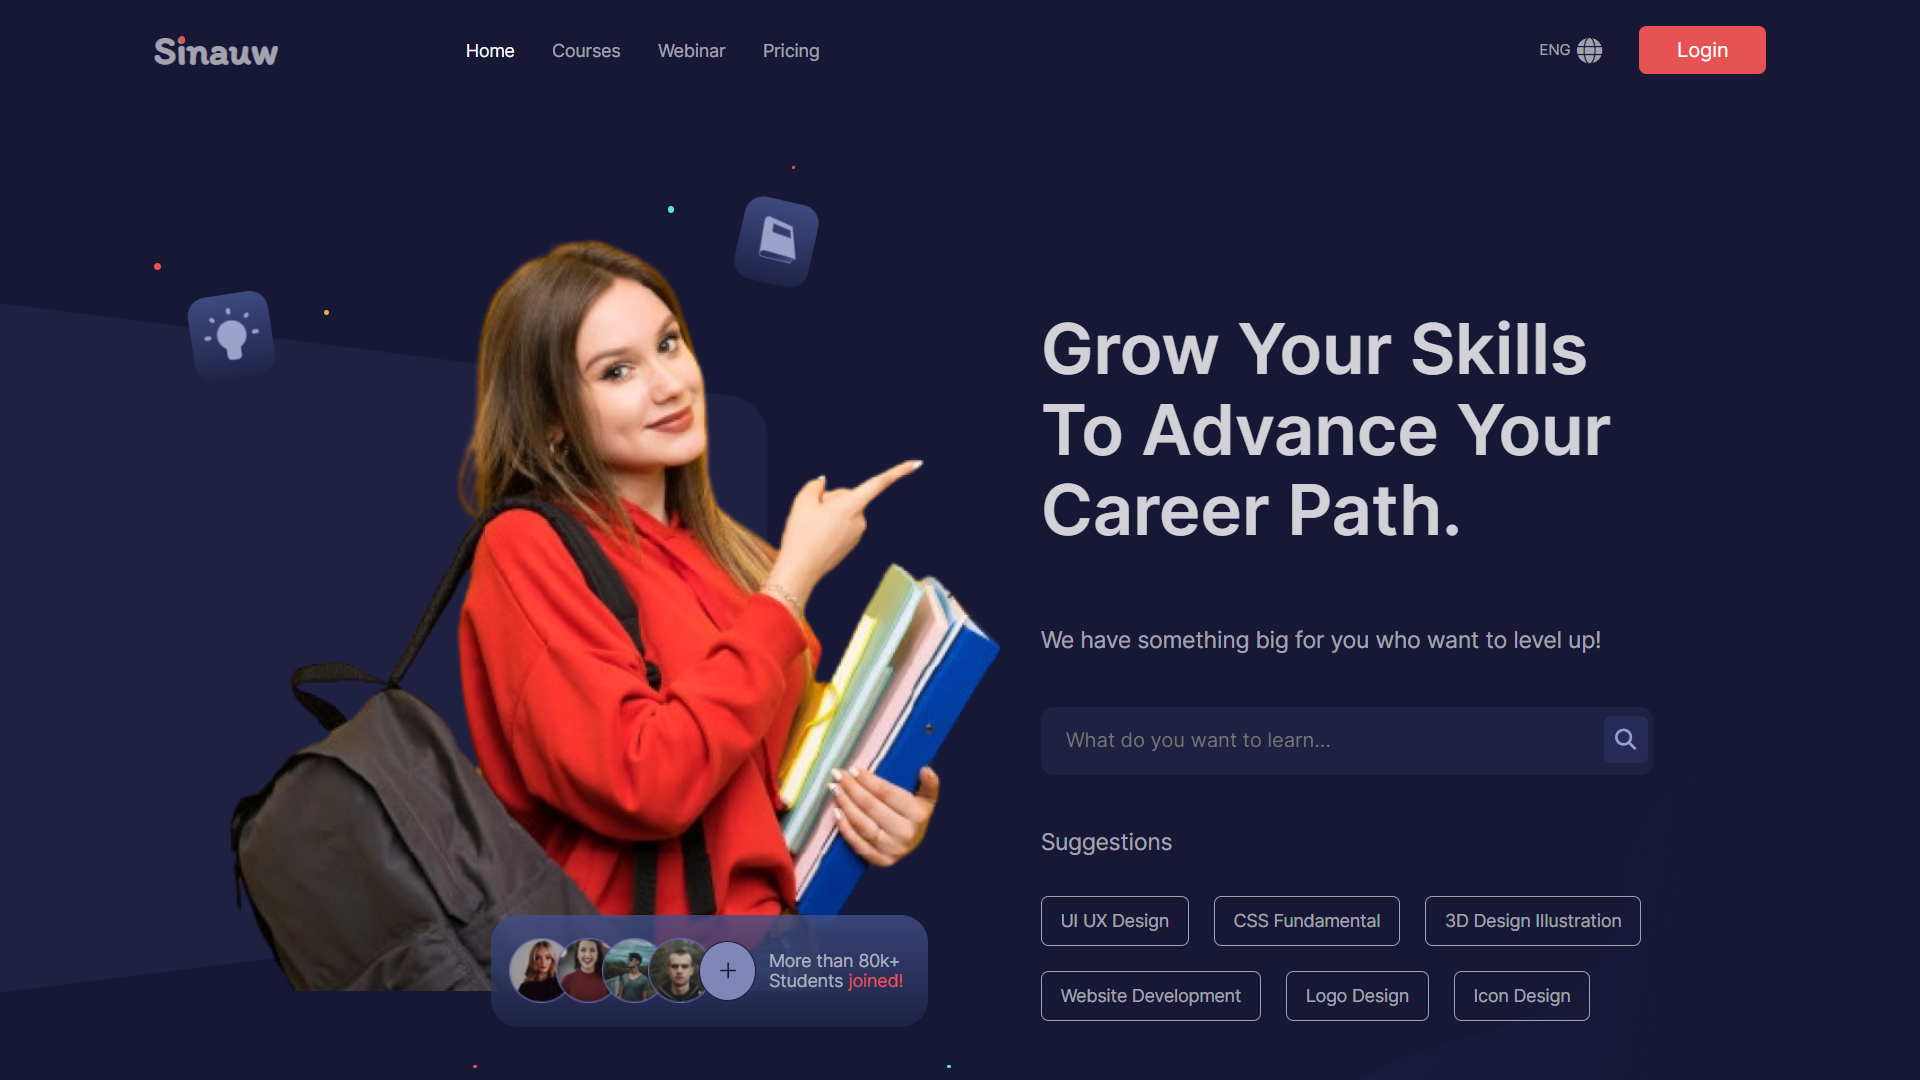 Sinauw
Home
Courses
Webinar
Pricing
ENG
Login
Grow Your Skills
To Advance Your
Career Path.
We have something big for you who want to level up!
What do you want to learn...
Suggestions
UI UX Design
CSS Fundamental
3D Design Illustration
Website Development
Logo Design
Icon Design
More than 80k+
Students joined!